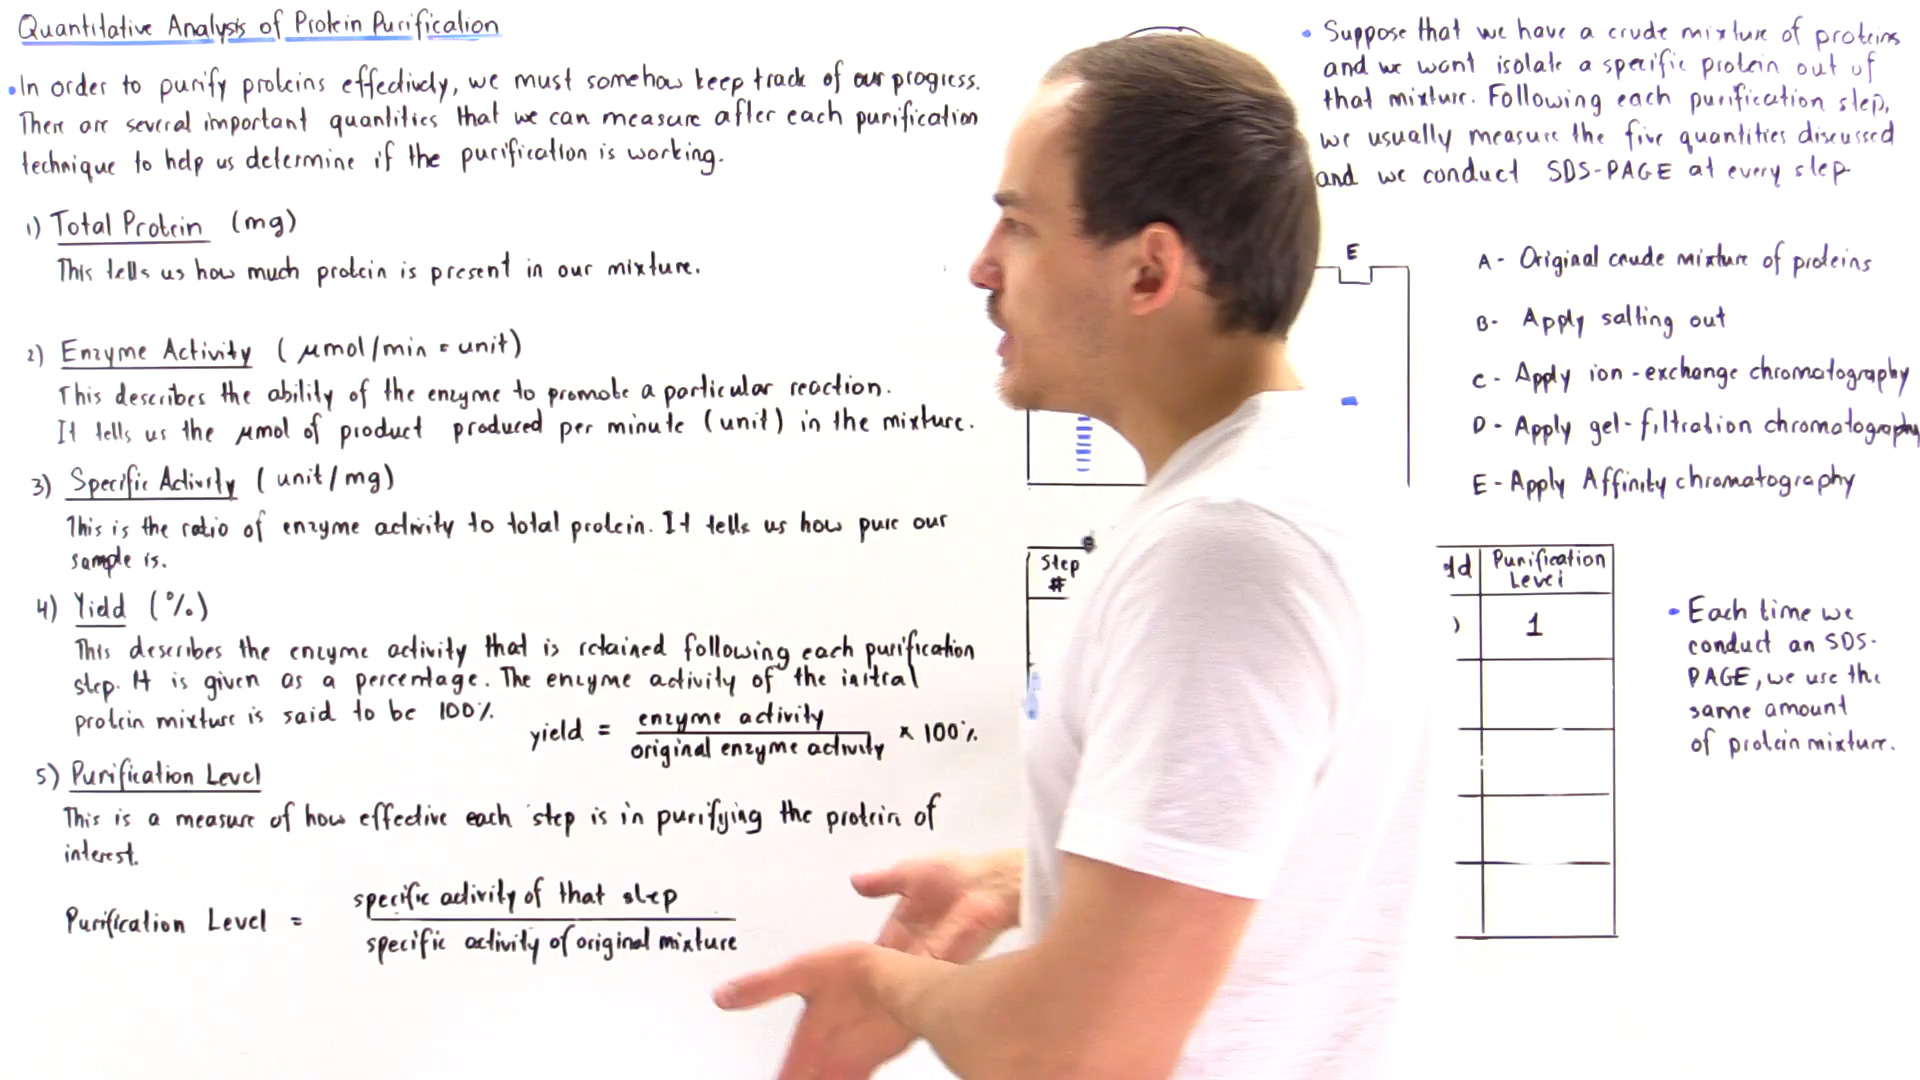 Quantitative Analysis of Protein Purification
• In order to purify proteins effectively, we must somehow keep track of our progress.
There are several important quantities that we can measure after each purification
technique to help us determine if the purification is working.
1) Total Protein (mg)
This tells us how much protein is present in our mixture.
2) Enzyme Activity (μmol/min = unit)
This describes the ability of the enzyme to promote a particular reaction.
It tells us the μmol of product produced per minute (unit) in the mixture.
3) Specific Activity (unit/mg)
This is the ratio of enzyme activity to total protein. It tells us how pure our
sample is.
4) Yield (%)
This describes the enzyme activity that is retained following each purification
step. It is given as a percentage. The enzyme activity of the initial
protein mixture is said to be 100%.
yield = enzyme activity / original enzyme activity × 100%
5) Purification Level
This is a measure of how effective each step is in purifying the protein of
interest.
Purification Level = specific activity of that step / specific activity of original mixture
• Suppose that we have a crude mixture of proteins
and we want isolate a specific protein out of
that mixture. Following each purification step,
we usually measure the five quantities discussed
and we conduct SDS-PAGE at every step
E
A- Original crude mixture of proteins
B- Apply salting out
C- Apply ion-exchange chromatography
D- Apply gel-filtration chromatography
E- Apply Affinity chromatography
Step
#
Purification
Level
1
• Each time we
conduct an SDS-
PAGE, we use the
same amount
of protein mixture.